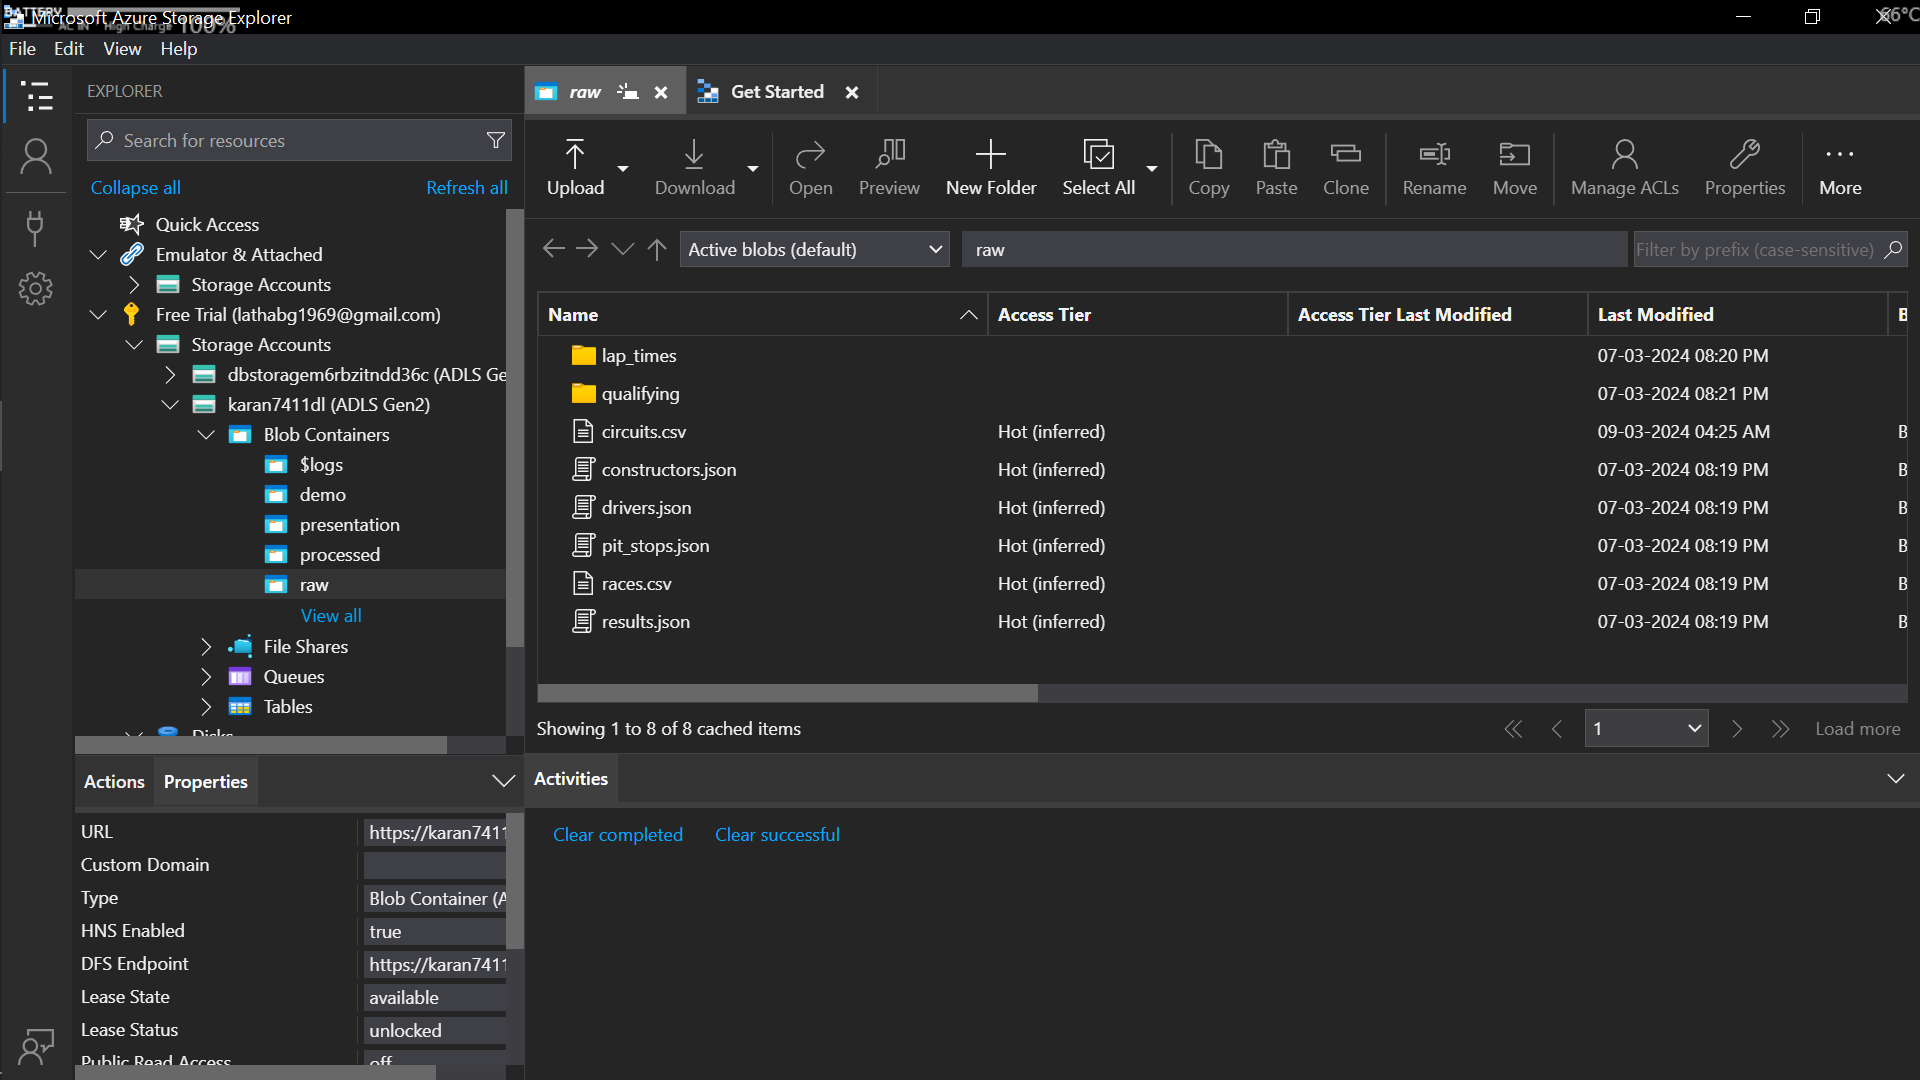 BATTERY
Microsoft Azure Storage Explorer
AC IN High Charge 100%
66°C
File Edit View Help
EXPLORER
Search for resources
Collapse all Refresh all
Quick Access
Emulator & Attached
Storage Accounts
Free Trial (lathabg1969@gmail.com)
Storage Accounts
dbstoragem6rbzitndd36c (ADLS Ge
karan7411dl (ADLS Gen2)
Blob Containers
$logs
demo
presentation
processed
raw
View all
File Shares
Queues
Tables
Disks
Actions Properties
URL https://karan7411
Custom Domain
Type Blob Container (A
HNS Enabled true
DFS Endpoint https://karan7411
Lease State available
Lease Status unlocked
Public Read Access off
raw Get Started
Upload Download Open Preview New Folder Select All Copy Paste Clone Rename Move Manage ACLs Properties More
Active blobs (default) raw Filter by prefix (case-sensitive)
Name Access Tier Access Tier Last Modified Last Modified B
lap_times 07-03-2024 08:20 PM
qualifying 07-03-2024 08:21 PM
circuits.csv Hot (inferred) 09-03-2024 04:25 AM B
constructors.json Hot (inferred) 07-03-2024 08:19 PM B
drivers.json Hot (inferred) 07-03-2024 08:19 PM B
pit_stops.json Hot (inferred) 07-03-2024 08:19 PM B
races.csv Hot (inferred) 07-03-2024 08:19 PM B
results.json Hot (inferred) 07-03-2024 08:19 PM B
Showing 1 to 8 of 8 cached items 1 Load more
Activities
Clear completed Clear successful